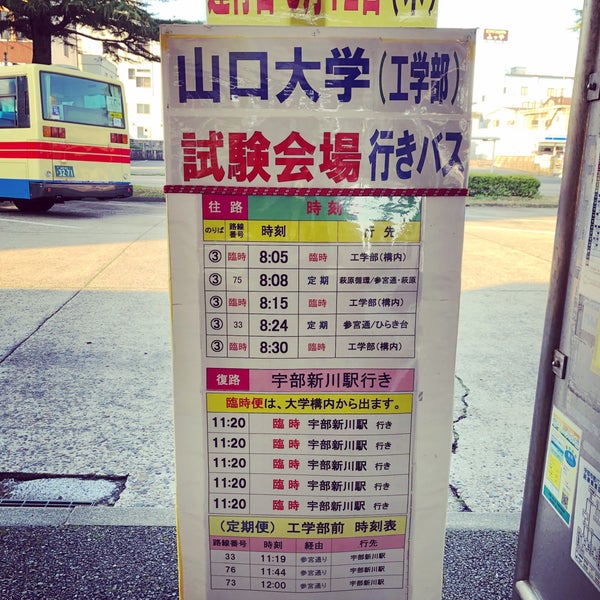 山口大学(工学部)
試験会場行きバス
往路 時刻
のりば 路線番号 時刻 行先
③ 臨時 8:05 臨時 工学部(構内)
③ 75 8:08 定期 萩原循環/参宮通・萩原
③ 臨時 8:15 臨時 工学部(構内)
③ 33 8:24 定期 参宮通/ひらき台
③ 臨時 8:30 臨時 工学部(構内)
復路 宇部新川駅行き
臨時便は、大学構内から出ます。
11:20 臨時 宇部新川駅 行き
11:20 臨時 宇部新川駅 行き
11:20 臨時 宇部新川駅 行き
11:20 臨時 宇部新川駅 行き
11:20 臨時 宇部新川駅 行き
(定期便) 工学部前 時刻表
路線番号 時刻 経由 行先
33 11:19 参宮通り 宇部新川駅
76 11:44 参宮通り 宇部新川駅
73 12:00 参宮通り 宇部新川駅